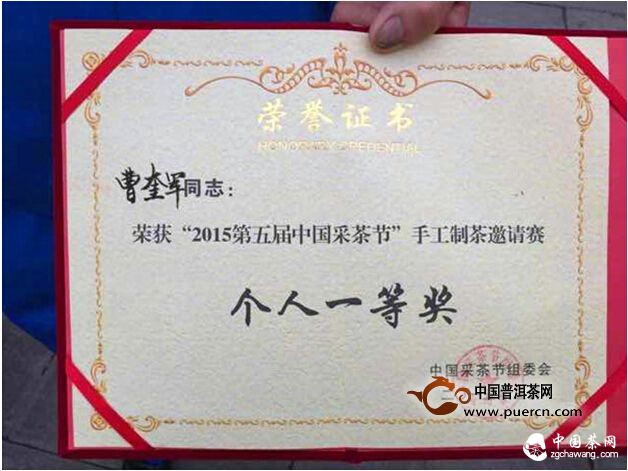 荣誉证书
HONORARY CREDENTIAL
曹奎军同志：
荣获“2015第五届中国采茶节”手工制茶邀请赛
个人一等奖
中国采茶节组委会
二
中国普洱茶网
www.puercn.com
中国茶网
zgchawang.com